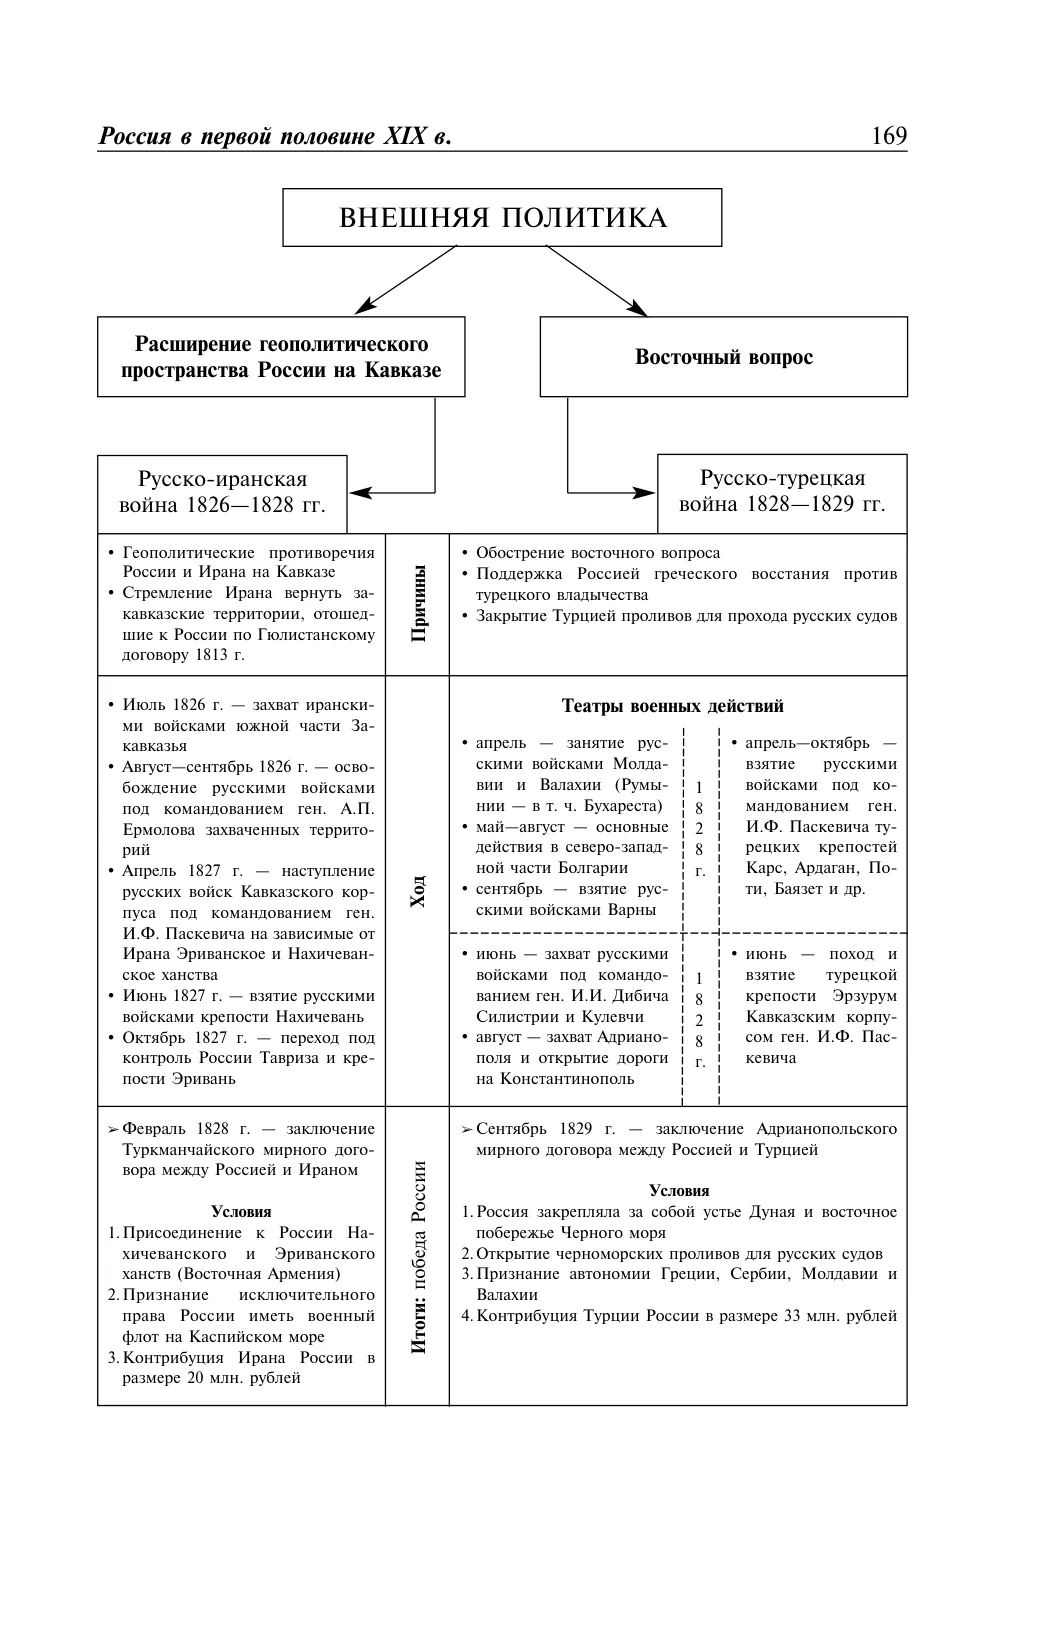 Россия в первой половине XIX в. 169
ВНЕШНЯЯ ПОЛИТИКА
Расширение геополитического
пространства России на Кавказе
Восточный вопрос
Русско-иранская
война 1826—1828 гг.
Русско-турецкая
война 1828—1829 гг.
• Геополитические противоречия
России и Ирана на Кавказе
• Стремление Ирана вернуть за-
кавказские территории, отошед-
шие к России по Гюлистанскому
договору 1813 г.
Причины
• Обострение восточного вопроса
• Поддержка Россией греческого восстания против
турецкого владычества
• Закрытие Турцией проливов для прохода русских судов
• Июль 1826 г. — захват ирански-
ми войсками южной части За-
кавказья
• Август—сентябрь 1826 г. — осво-
бождение русскими войсками
под командованием ген. А.П.
Ермолова захваченных террито-
рий
• Апрель 1827 г. — наступление
русских войск Кавказского кор-
пуса под командованием ген.
И.Ф. Паскевича на зависимые от
Ирана Эриванское и Нахичеван-
ское ханства
• Июнь 1827 г. — взятие русскими
войсками крепости Нахичевань
• Октябрь 1827 г. — переход под
контроль России Тавриза и кре-
пости Эривань
Ход
Театры военных действий
• апрель — занятие рус-
скими войсками Молда-
вии и Валахии (Румы-
нии — в т. ч. Бухареста)
• май—август — основные
действия в северо-запад-
ной части Болгарии
• сентябрь — взятие рус-
скими войсками Варны
1
8
2
8
г.
• апрель—октябрь —
взятие русскими
войсками под ко-
мандованием ген.
И.Ф. Паскевича ту-
рецких крепостей
Карс, Ардаган, По-
ти, Баязет и др.
• июнь — захват русскими
войсками под командо-
ванием ген. И.И. Дибича
Силистрии и Кулевчи
• август — захват Адриано-
поля и открытие дороги
на Константинополь
1
8
2
8
г.
• июнь — поход и
взятие турецкой
крепости Эрзурум
Кавказским корпу-
сом ген. И.Ф. Пас-
кевича
➢ Февраль 1828 г. — заключение
Туркманчайского мирного дого-
вора между Россией и Ираном
Условия
1. Присоединение к России На-
хичеванского и Эриванского
ханств (Восточная Армения)
2. Признание исключительного
права России иметь военный
флот на Каспийском море
3. Контрибуция Ирана России в
размере 20 млн. рублей
Итоги: победа России
➢ Сентябрь 1829 г. — заключение Адрианопольского
мирного договора между Россией и Турцией
Условия
1. Россия закрепляла за собой устье Дуная и восточное
побережье Черного моря
2. Открытие черноморских проливов для русских судов
3. Признание автономии Греции, Сербии, Молдавии и
Валахии
4. Контрибуция Турции России в размере 33 млн. рублей